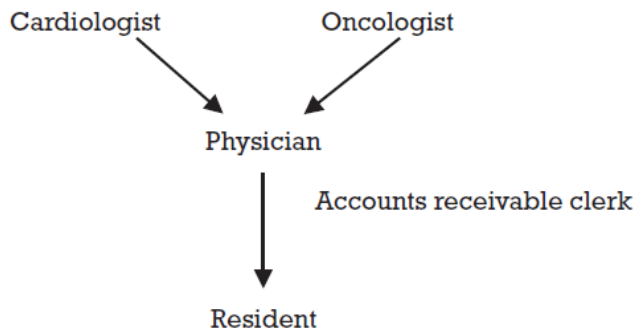 Cardiologist Oncologist
Physician
Accounts receivable clerk
Resident